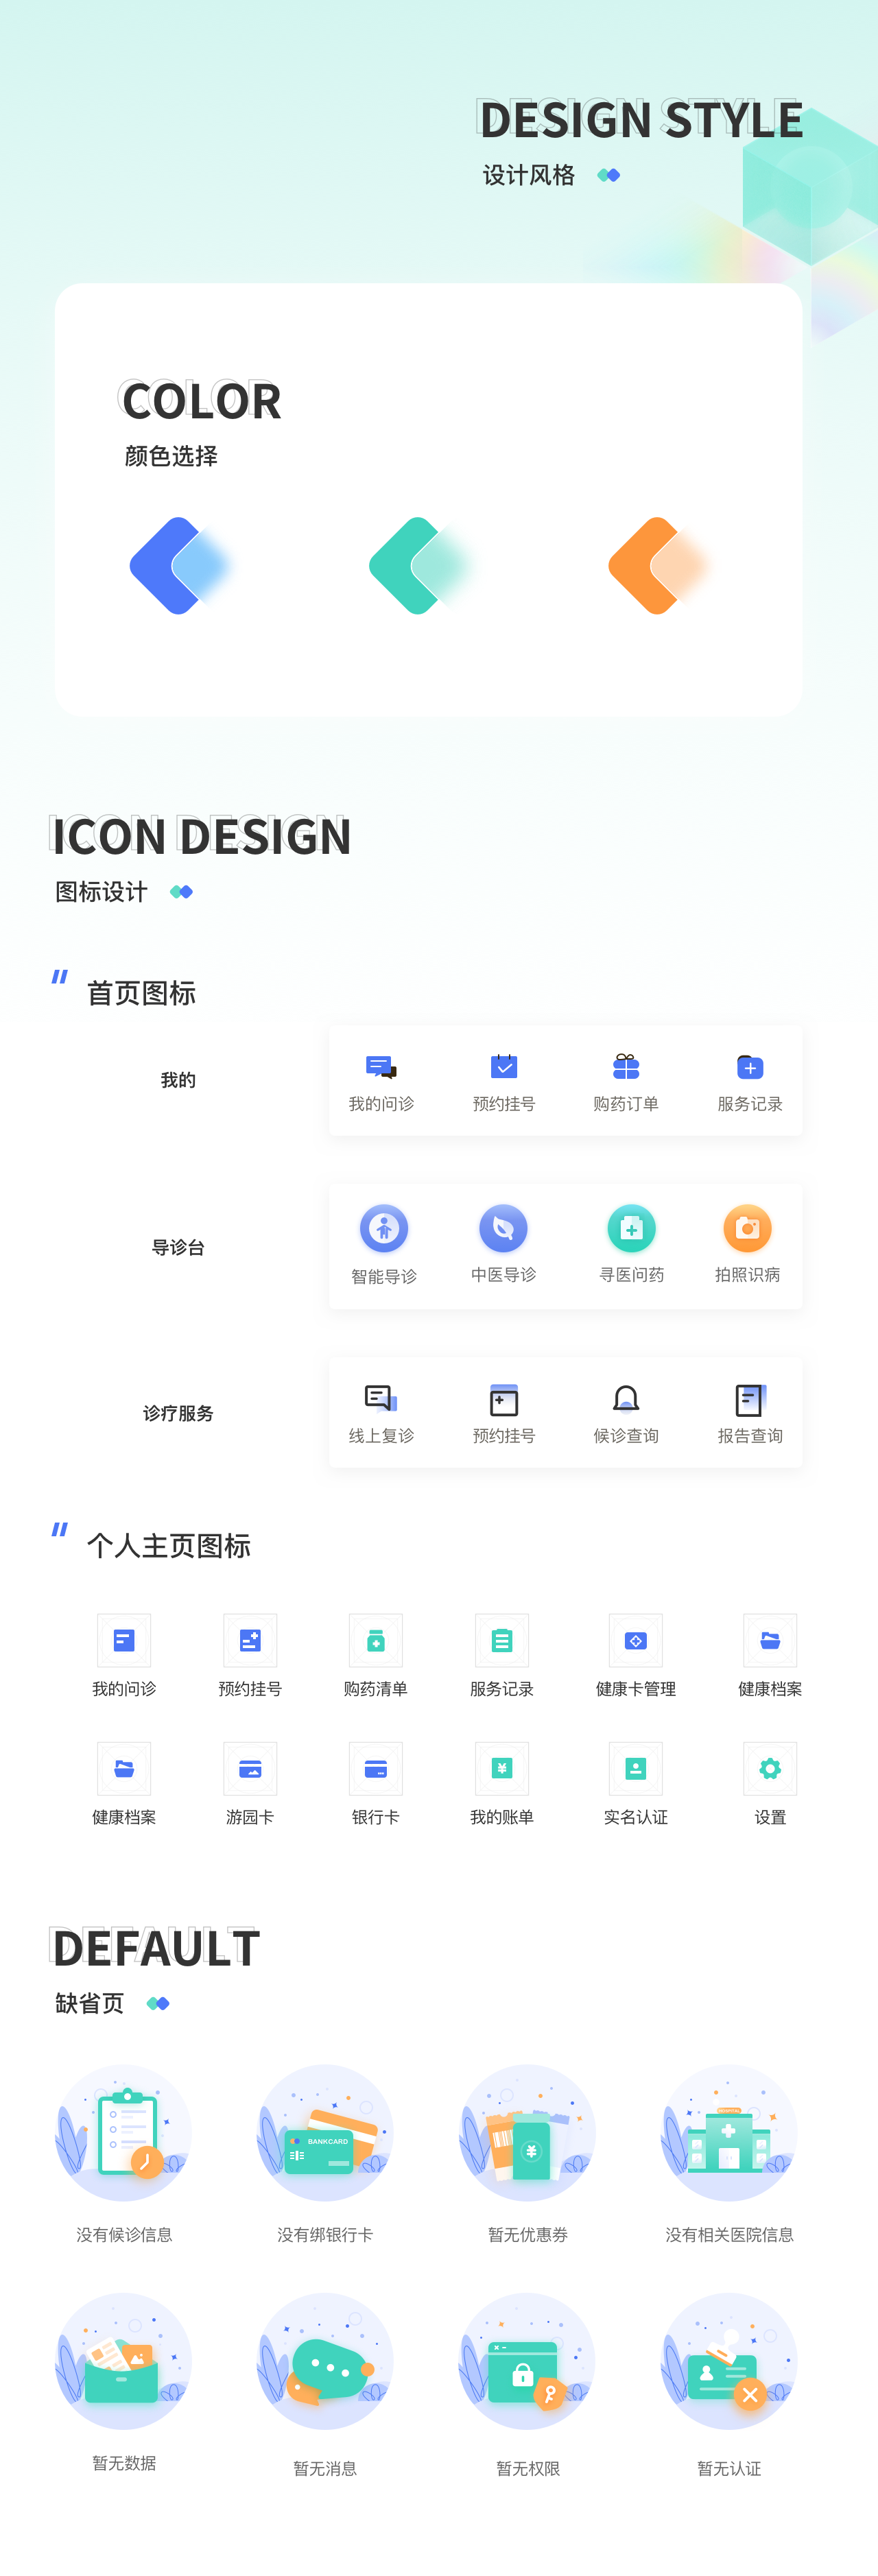 DESIGN STYLE
设计风格
COLOR
颜色选择
ICON DESIGN
图标设计
首页图标
我的
我的问诊 预约挂号 购药订单 服务记录
导诊台
智能导诊 中医导诊 寻医问药 拍照识病
诊疗服务
线上复诊 预约挂号 候诊查询 报告查询
个人主页图标
我的问诊 预约挂号 购药清单 服务记录 健康卡管理 健康档案
健康档案 游园卡 银行卡 我的账单 实名认证 设置
DEFAULT
缺省页
BANKCARD
没有候诊信息 没有绑银行卡 暂无优惠券 没有相关医院信息
暂无数据 暂无消息 暂无权限 暂无认证